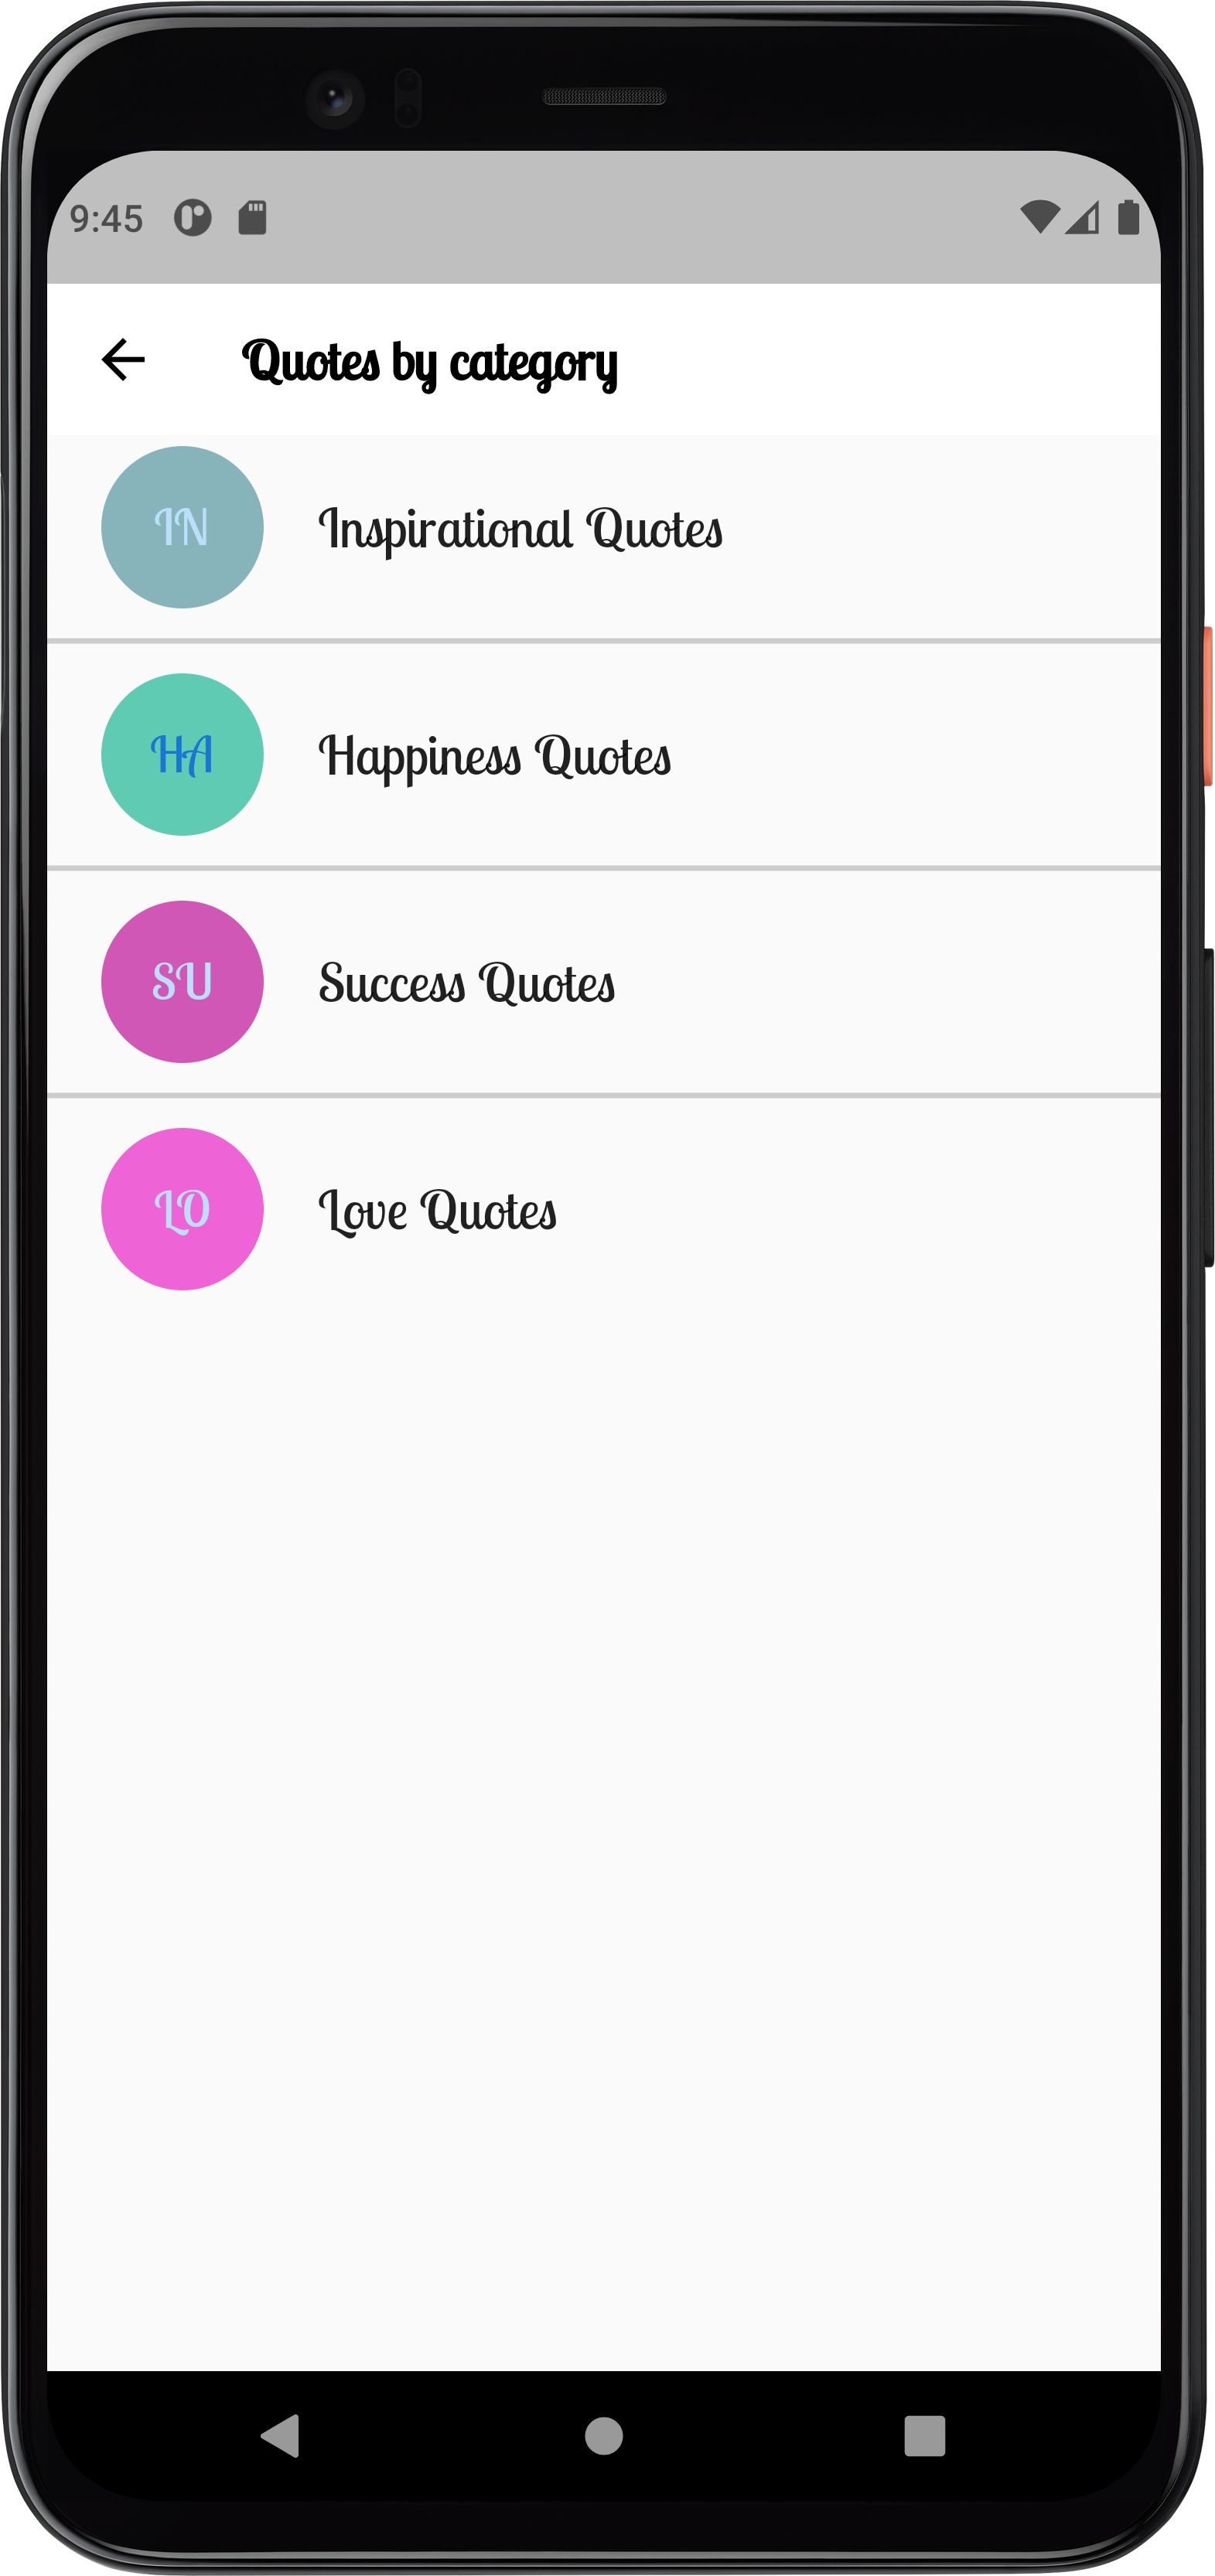 9:45
Quotes by category
IN
Inspirational Quotes
HA
Happiness Quotes
SU
Success Quotes
LO
Love Quotes